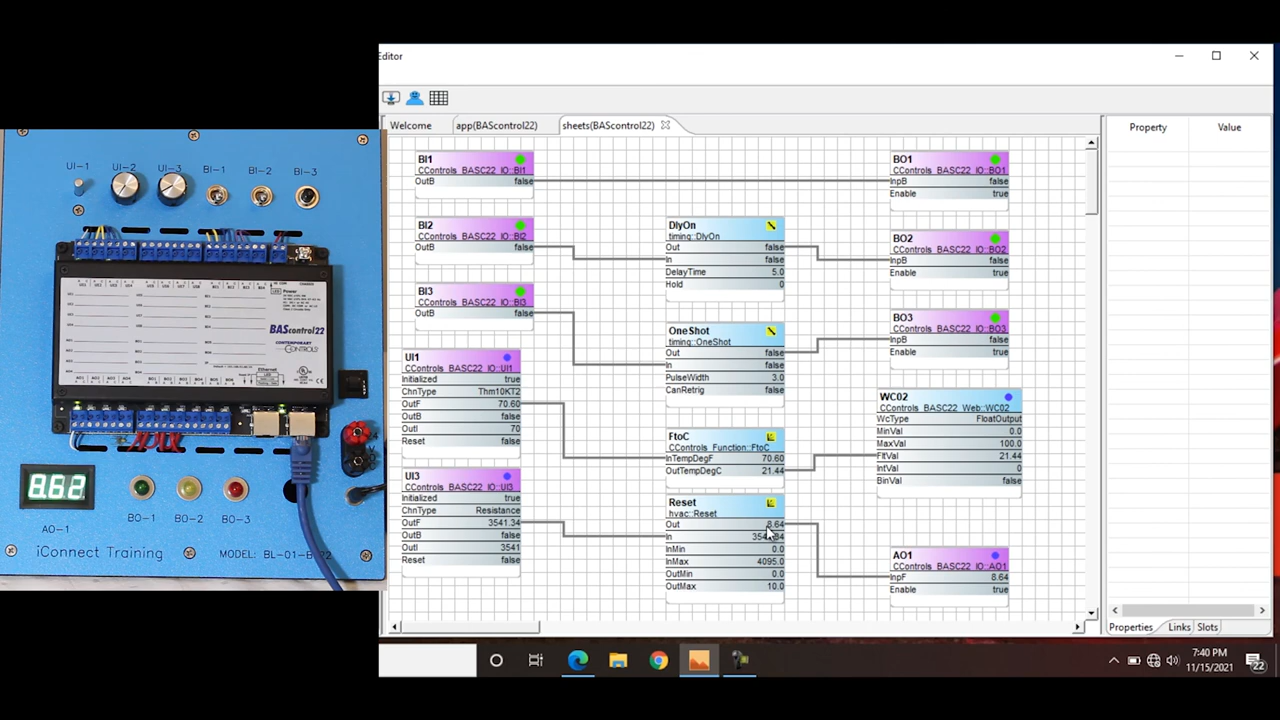 Editor
Welcome
app(BAScontrol22)
sheets(BAScontrol22)
Property
Value
BI1
CControls_BASC22_IO::BI1
OutB false
BI2
CControls_BASC22_IO::BI2
OutB false
BI3
CControls_BASC22_IO::BI3
OutB false
UI1
CControls_BASC22_IO::UI1
Initialized true
ChnType Thm10KT2
OutF 70.60
OutB false
OutI 70
Reset false
UI3
CControls_BASC22_IO::UI3
Initialized true
ChnType Resistance
OutF 3541.34
OutB false
OutI 3541
Reset false
DlyOn
timing::DlyOn
Out false
In false
DelayTime 5.0
Hold 0
OneShot
timing::OneShot
Out false
In false
PulseWidth 3.0
CanRetrig false
FtoC
CControls_Function::FtoC
InTempDegF 70.60
OutTempDegC 21.44
Reset
hvac::Reset
Out 8.64
In
InMin 0.0
InMax 4095.0
OutMin 0.0
OutMax 10.0
BO1
CControls_BASC22_IO::BO1
InpB false
Enable true
BO2
CControls_BASC22_IO::BO2
InpB false
Enable true
BO3
CControls_BASC22_IO::BO3
InpB false
Enable true
WC02
CControls_BASC22_Web::WC02
WcType FloatOutput
MinVal 0.0
MaxVal 100.0
FltVal 21.44
IntVal 0
BinVal false
AO1
CControls_BASC22_IO::AO1
InpF 8.64
Enable true
Properties
Links
Slots
7:40 PM
11/15/2021
22
UI-1
UI-2
UI-3
BI-1
BI-2
BI-3
Power
BAScontrol22
CONTEMPORARY
CONTROLS
Ethernet
8.62
AO-1
BO-1
BO-2
BO-3
iConnect Training
MODEL: BL-01-B
22